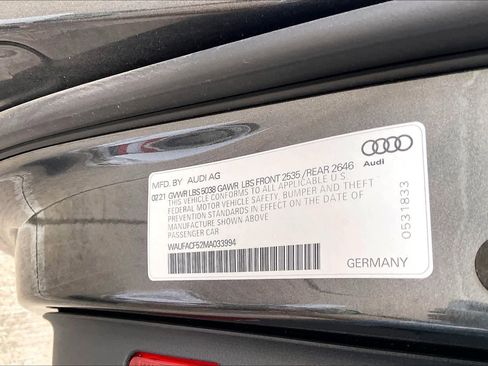 MFD. BY AUDI AG
Audi
02.21 GVWR LBS 5038 GAWR LBS FRONT 2535 /REAR 2646
THIS VEHICLE CONFORMS TO ALL APPLICABLE U.S.
FEDERAL MOTOR VEHICLE SAFETY, BUMPER AND THEFT
PREVENTION STANDARDS IN EFFECT ON THE DATE OF
MANUFACTURE SHOWN ABOVE
PASSENGER CAR
WAUFACF52MA033994
GERMANY
0531833